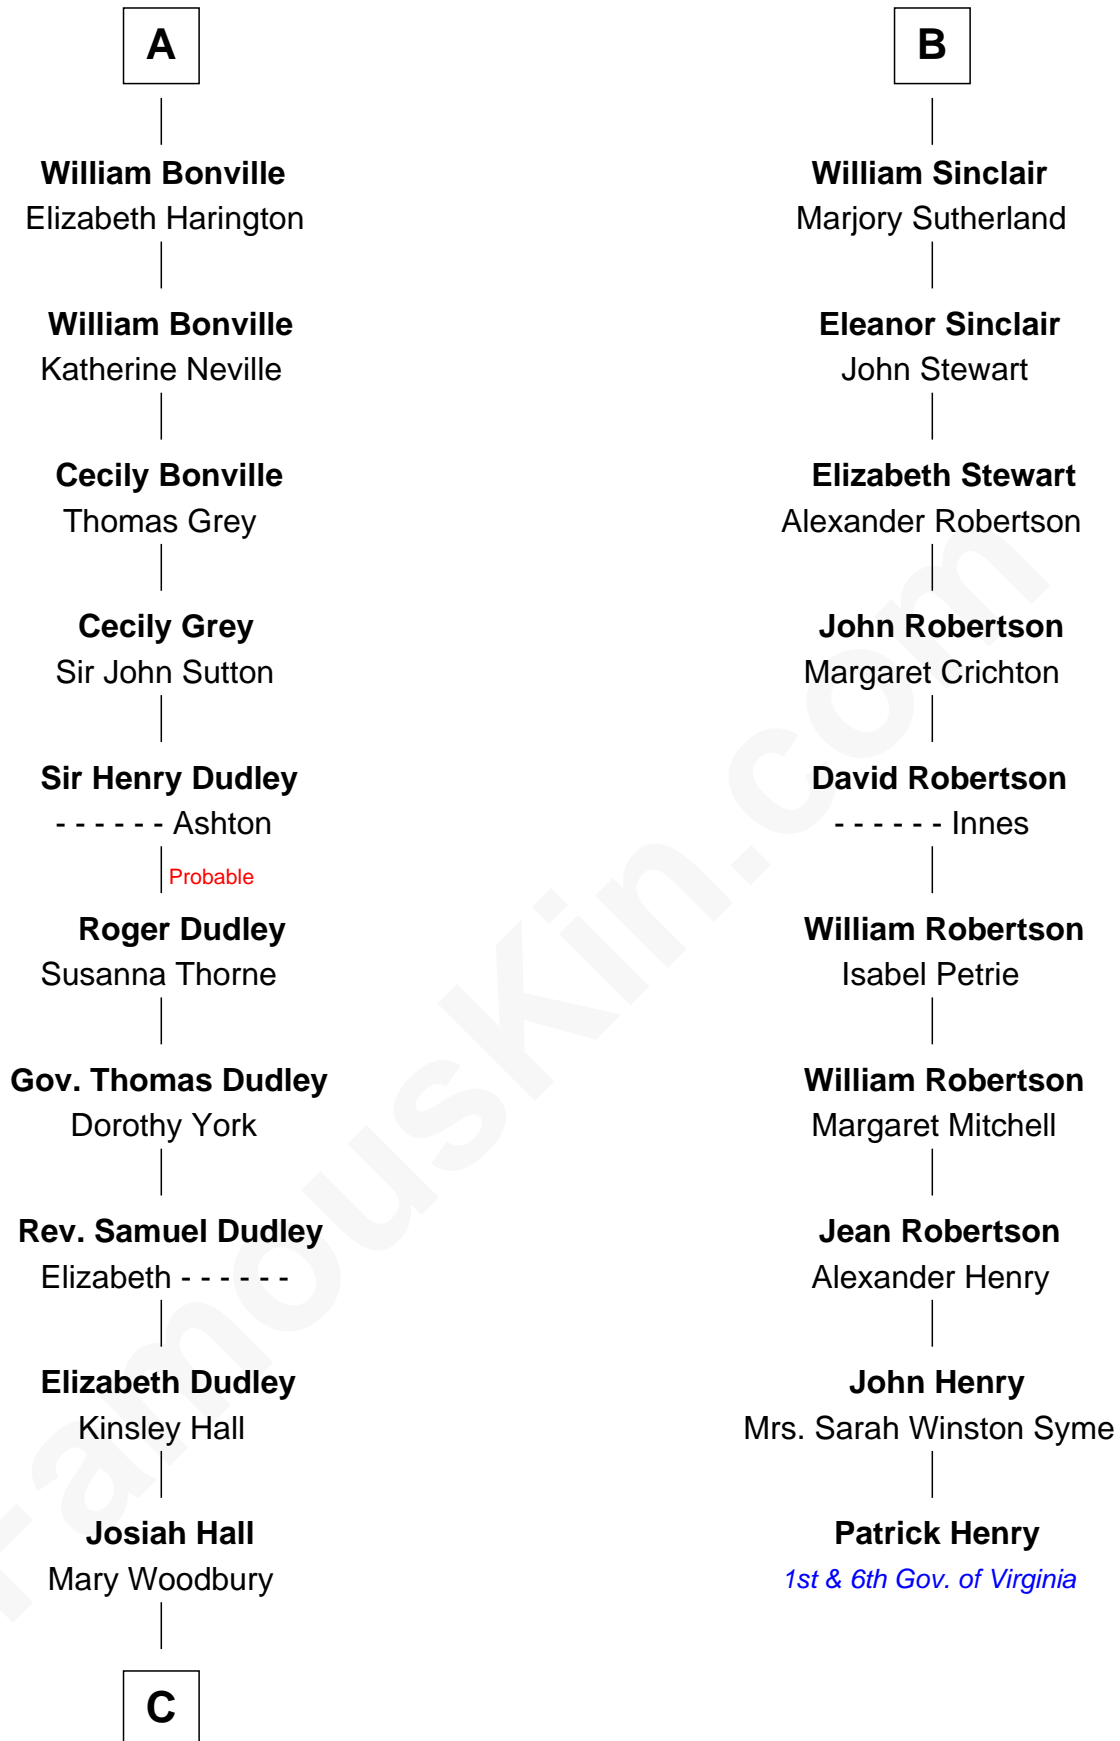 A
William Bonville
Elizabeth Harington
William Bonville
Katherine Neville
Cecily Bonville
Thomas Grey
Cecily Grey
Sir John Sutton
Sir Henry Dudley
- - - - - - Ashton
Probable
Roger Dudley
Susanna Thorne
Gov. Thomas Dudley
Dorothy York
Rev. Samuel Dudley
Elizabeth - - - - - -
Elizabeth Dudley
Kinsley Hall
Josiah Hall
Mary Woodbury
C
B
William Sinclair
Marjory Sutherland
Eleanor Sinclair
John Stewart
Elizabeth Stewart
Alexander Robertson
John Robertson
Margaret Crichton
David Robertson
- - - - - - Innes
William Robertson
Isabel Petrie
William Robertson
Margaret Mitchell
Jean Robertson
Alexander Henry
John Henry
Mrs. Sarah Winston Syme
Patrick Henry
1st & 6th Gov. of Virginia
FamousKin.com